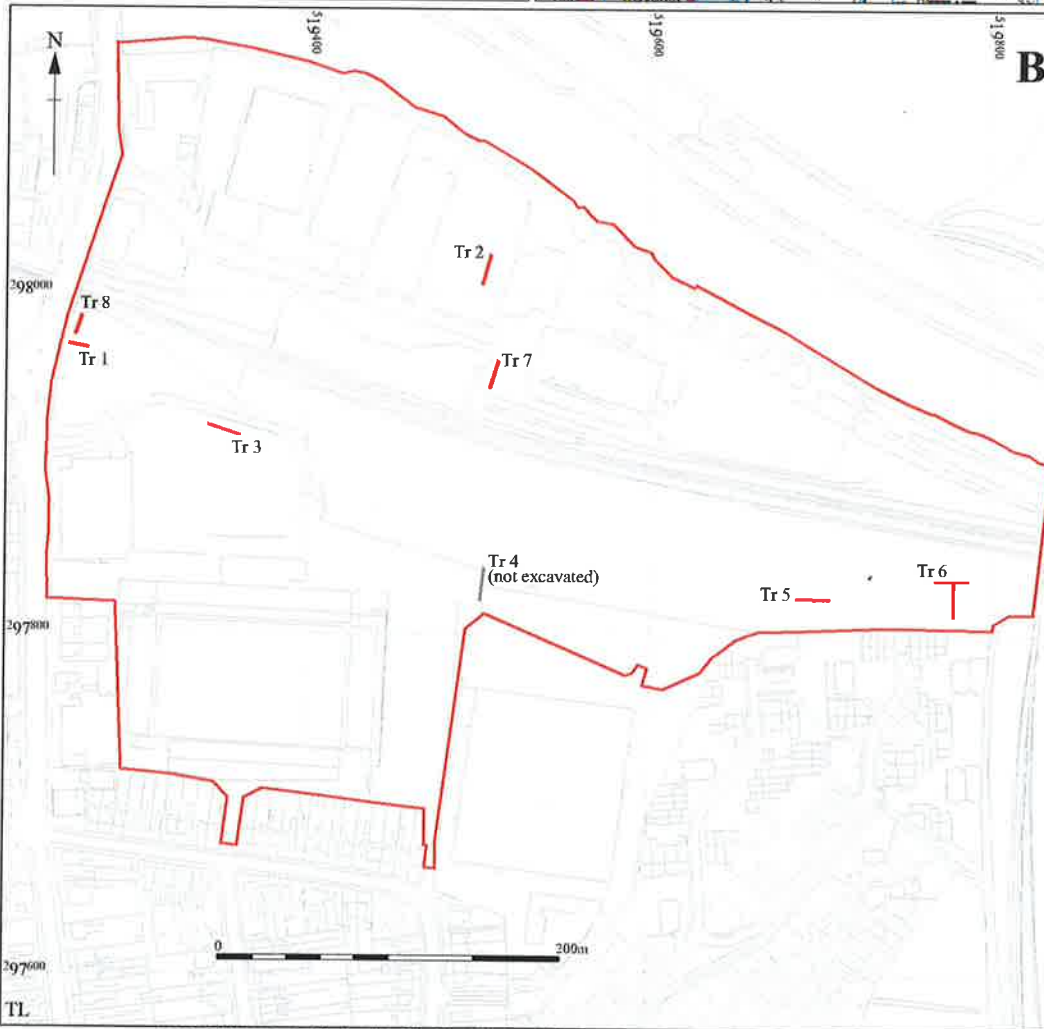 519400
519600
519800
N
B
Tr 2
298000
Tr 8
Tr 1
Tr 7
Tr 3
Tr 4
(not excavated)
Tr 6
Tr 5
297800
0
200m
297600
TL